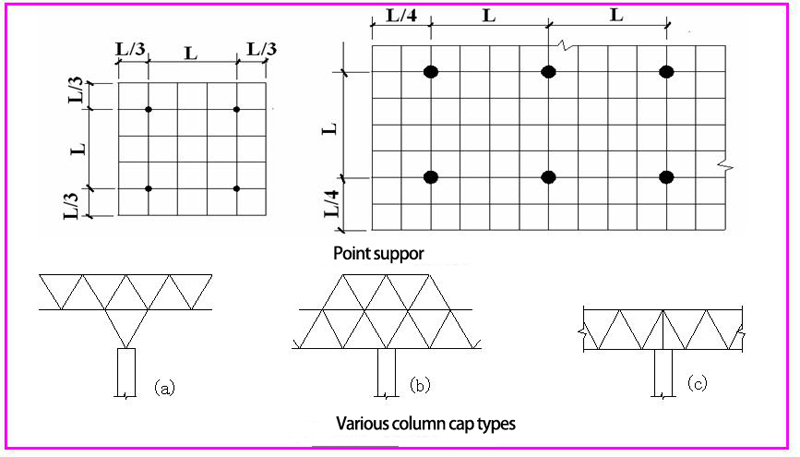 L/4 L L
L/3 L L/3
L/3
L
L/3
L
L/4
Point suppor
(a) (b) (c)
Various column cap types